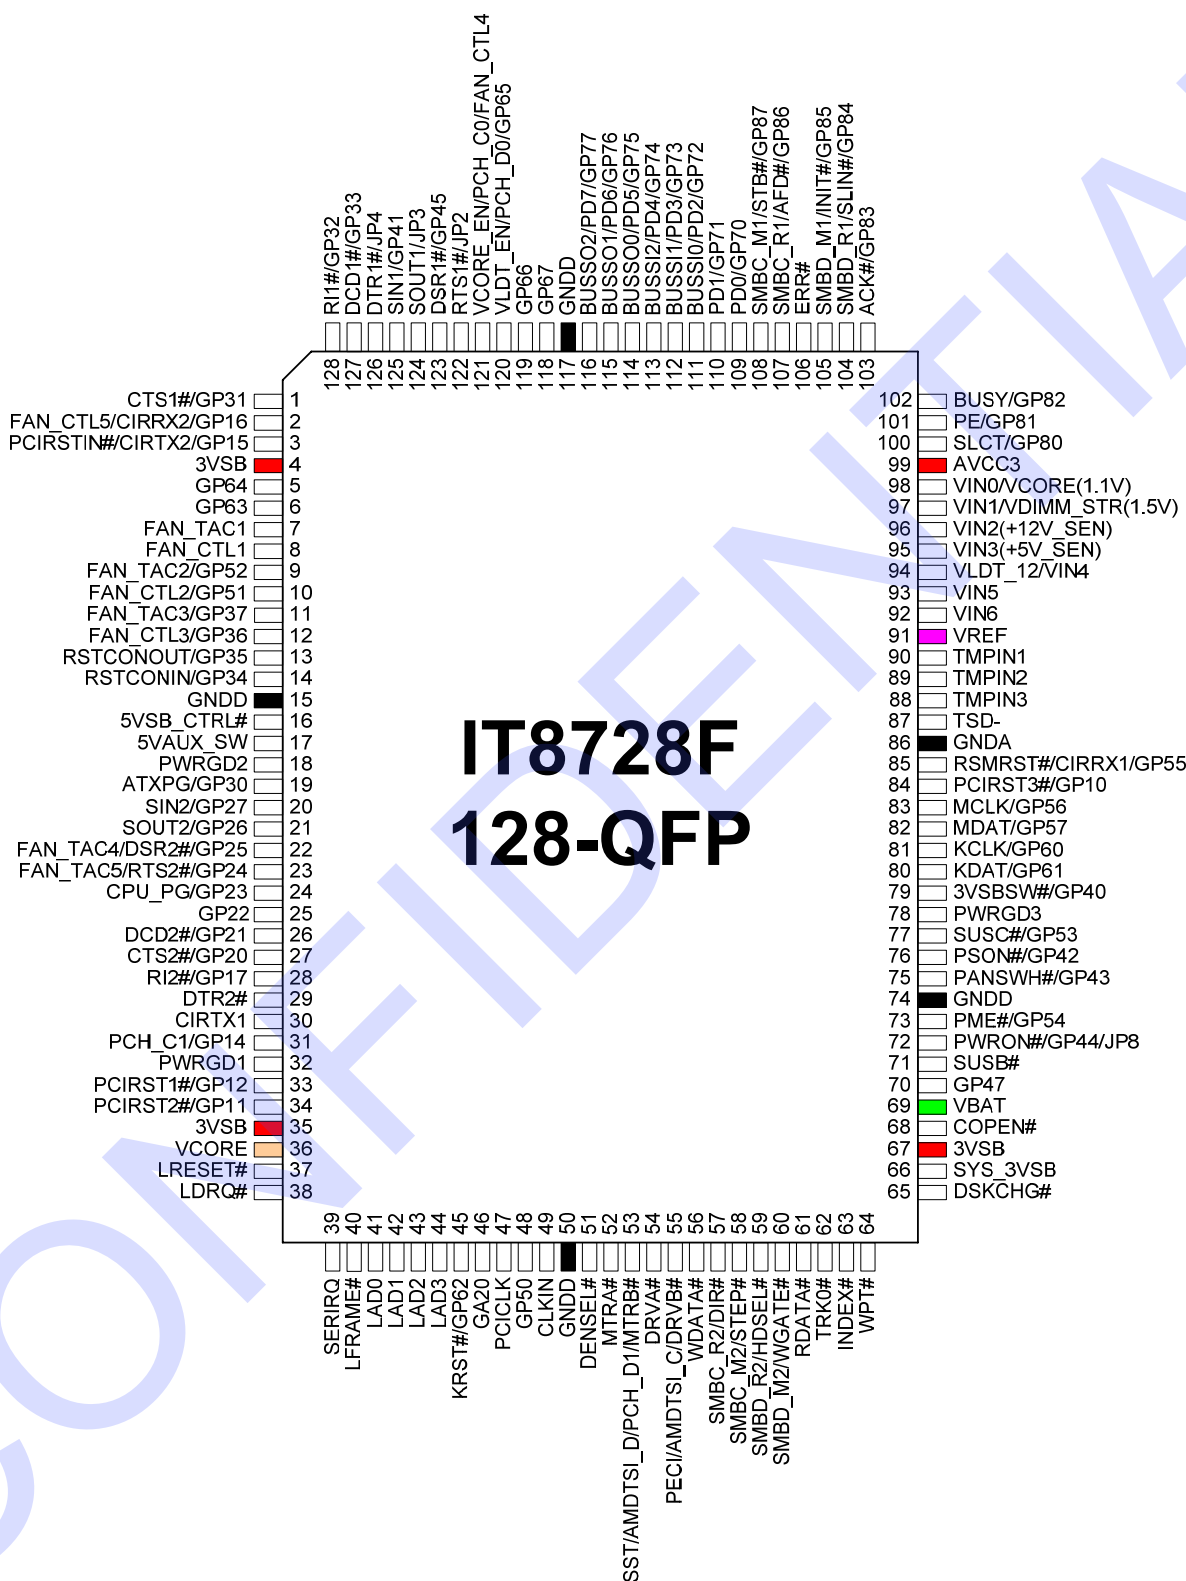 RI1#/GP32
DCD1#/GP33
DTR1#/JP4
SIN1/GP41
SOUT1/JP3
DSR1#/GP45
RTS1#/JP2
VCORE_EN/PCH_C0/FAN_CTL4
VLDT_EN/PCH_D0/GP65
GP66
GP67
GNDD
BUSSO2/PD7/GP77
BUSSO1/PD6/GP76
BUSSO0/PD5/GP75
BUSSI2/PD4/GP74
BUSSI1/PD3/GP73
BUSSI0/PD2/GP72
PD1/GP71
PD0/GP70
SMBC_M1/STB#/GP87
SMBC_R1/AFD#/GP86
ERR#
SMBD_M1/INIT#/GP85
SMBD_R1/SLIN#/GP84
ACK#/GP83
128
127
126
125
124
123
122
121
120
119
118
117
116
115
114
113
112
111
110
109
108
107
106
105
104
103
CTS1#/GP31 1
FAN_CTL5/CIRRX2/GP16 2
PCIRSTIN#/CIRTX2/GP15 3
3VSB 4
GP64 5
GP63 6
FAN_TAC1 7
FAN_CTL1 8
FAN_TAC2/GP52 9
FAN_CTL2/GP51 10
FAN_TAC3/GP37 11
FAN_CTL3/GP36 12
RSTCONOUT/GP35 13
RSTCONIN/GP34 14
GNDD 15
5VSB_CTRL# 16
5VAUX_SW 17
PWRGD2 18
ATXPG/GP30 19
SIN2/GP27 20
SOUT2/GP26 21
FAN_TAC4/DSR2#/GP25 22
FAN_TAC5/RTS2#/GP24 23
CPU_PG/GP23 24
GP22 25
DCD2#/GP21 26
CTS2#/GP20 27
RI2#/GP17 28
DTR2# 29
CIRTX1 30
PCH_C1/GP14 31
PWRGD1 32
PCIRST1#/GP12 33
PCIRST2#/GP11 34
3VSB 35
VCORE 36
LRESET# 37
LDRQ# 38
IT8728F
128-QFP
102 BUSY/GP82
101 PE/GP81
100 SLCT/GP80
99 AVCC3
98 VIN0/VCORE(1.1V)
97 VIN1/VDIMM_STR(1.5V)
96 VIN2(+12V_SEN)
95 VIN3(+5V_SEN)
94 VLDT_12/VIN4
93 VIN5
92 VIN6
91 VREF
90 TMPIN1
89 TMPIN2
88 TMPIN3
87 TSD-
86 GNDA
85 RSMRST#/CIRRX1/GP55
84 PCIRST3#/GP10
83 MCLK/GP56
82 MDAT/GP57
81 KCLK/GP60
80 KDAT/GP61
79 3VSBSW#/GP40
78 PWRGD3
77 SUSC#/GP53
76 PSON#/GP42
75 PANSWH#/GP43
74 GNDD
73 PME#/GP54
72 PWRON#/GP44/JP8
71 SUSB#
70 GP47
69 VBAT
68 COPEN#
67 3VSB
66 SYS_3VSB
65 DSKCHG#
39
40
41
42
43
44
45
46
47
48
49
50
51
52
53
54
55
56
57
58
59
60
61
62
63
64
SERIRQ
LFRAME#
LAD0
LAD1
LAD2
LAD3
KRST#/GP62
GA20
PCICLK
GP50
CLKIN
GNDD
DENSEL#
MTRA#
SST/AMDTSI_D/PCH_D1/MTRB#
DRVA#
PECI/AMDTSI_C/DRVB#
WDATA#
SMBC_R2/DIR#
SMBC_M2/STEP#
SMBD_R2/HDSEL#
SMBD_M2/WGATE#
RDATA#
TRK0#
INDEX#
WPT#
CONFIDENTIA